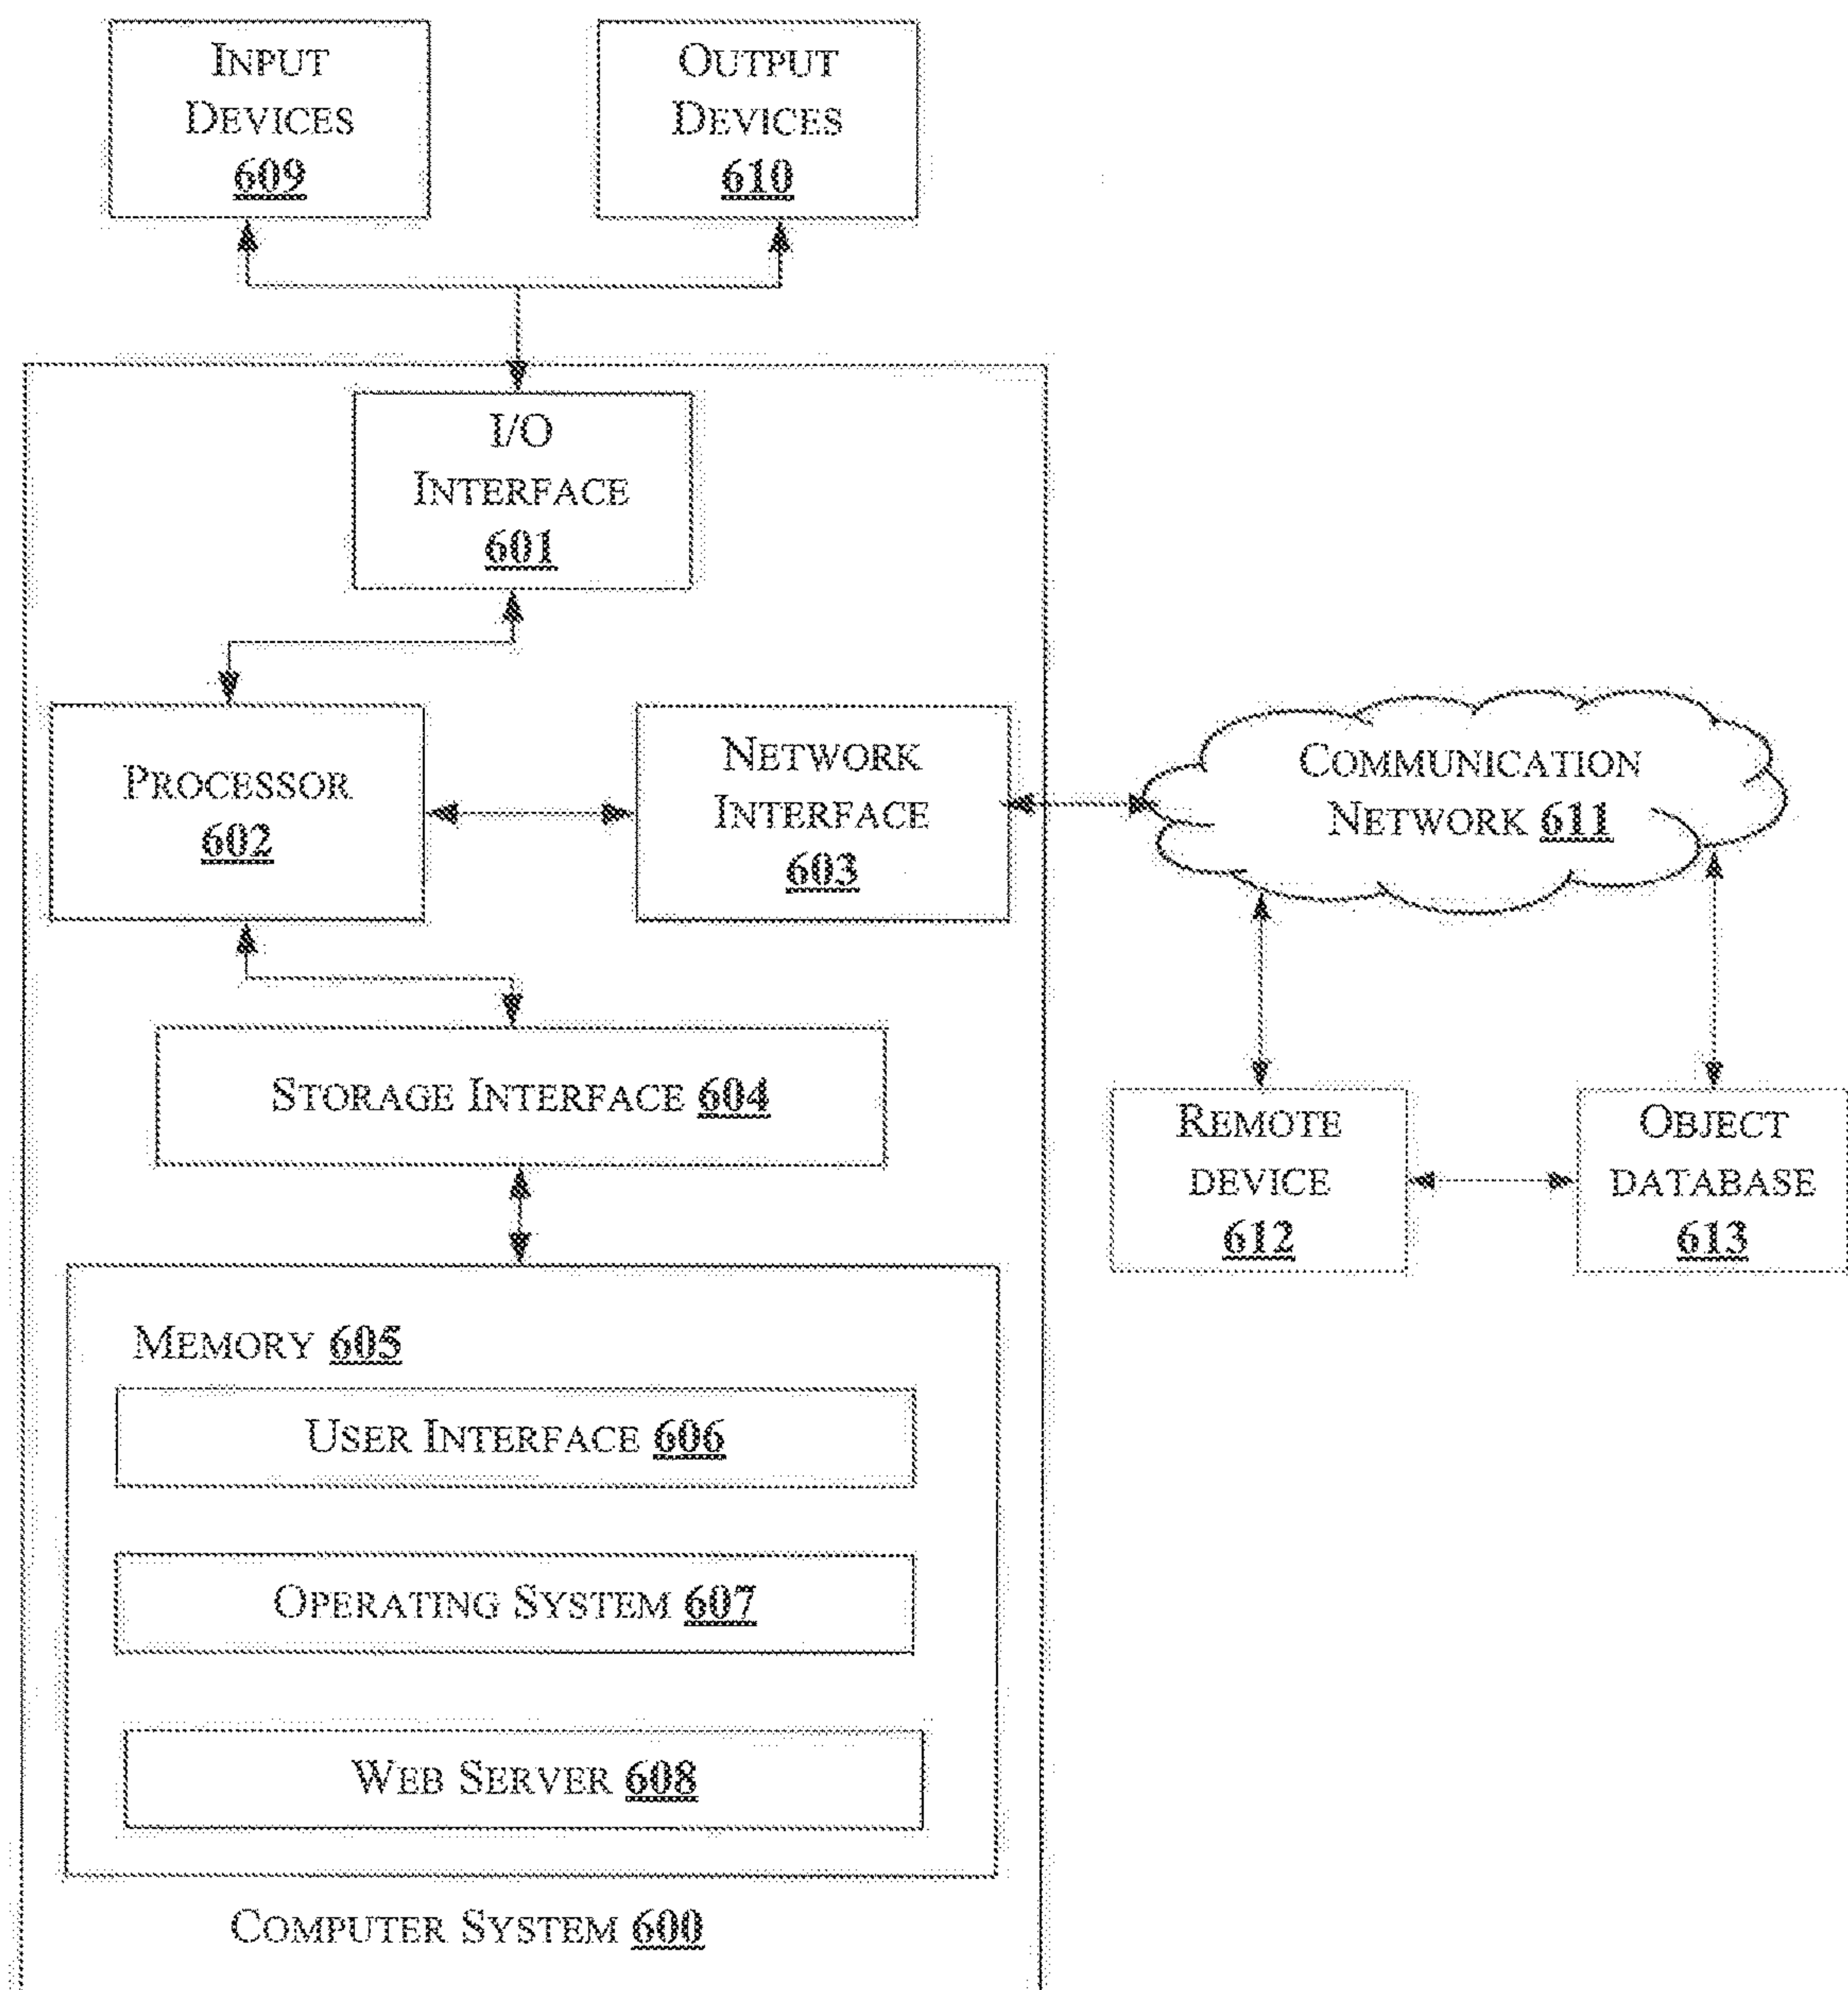 INPUT
DEVICES
609
OUTPUT
DEVICES
610
I/O
INTERFACE
601
PROCESSOR
602
NETWORK
INTERFACE
603
COMMUNICATION
NETWORK 611
STORAGE INTERFACE 604
REMOTE
DEVICE
612
OBJECT
DATABASE
613
MEMORY 605
USER INTERFACE 606
OPERATING SYSTEM 607
WEB SERVER 608
COMPUTER SYSTEM 600